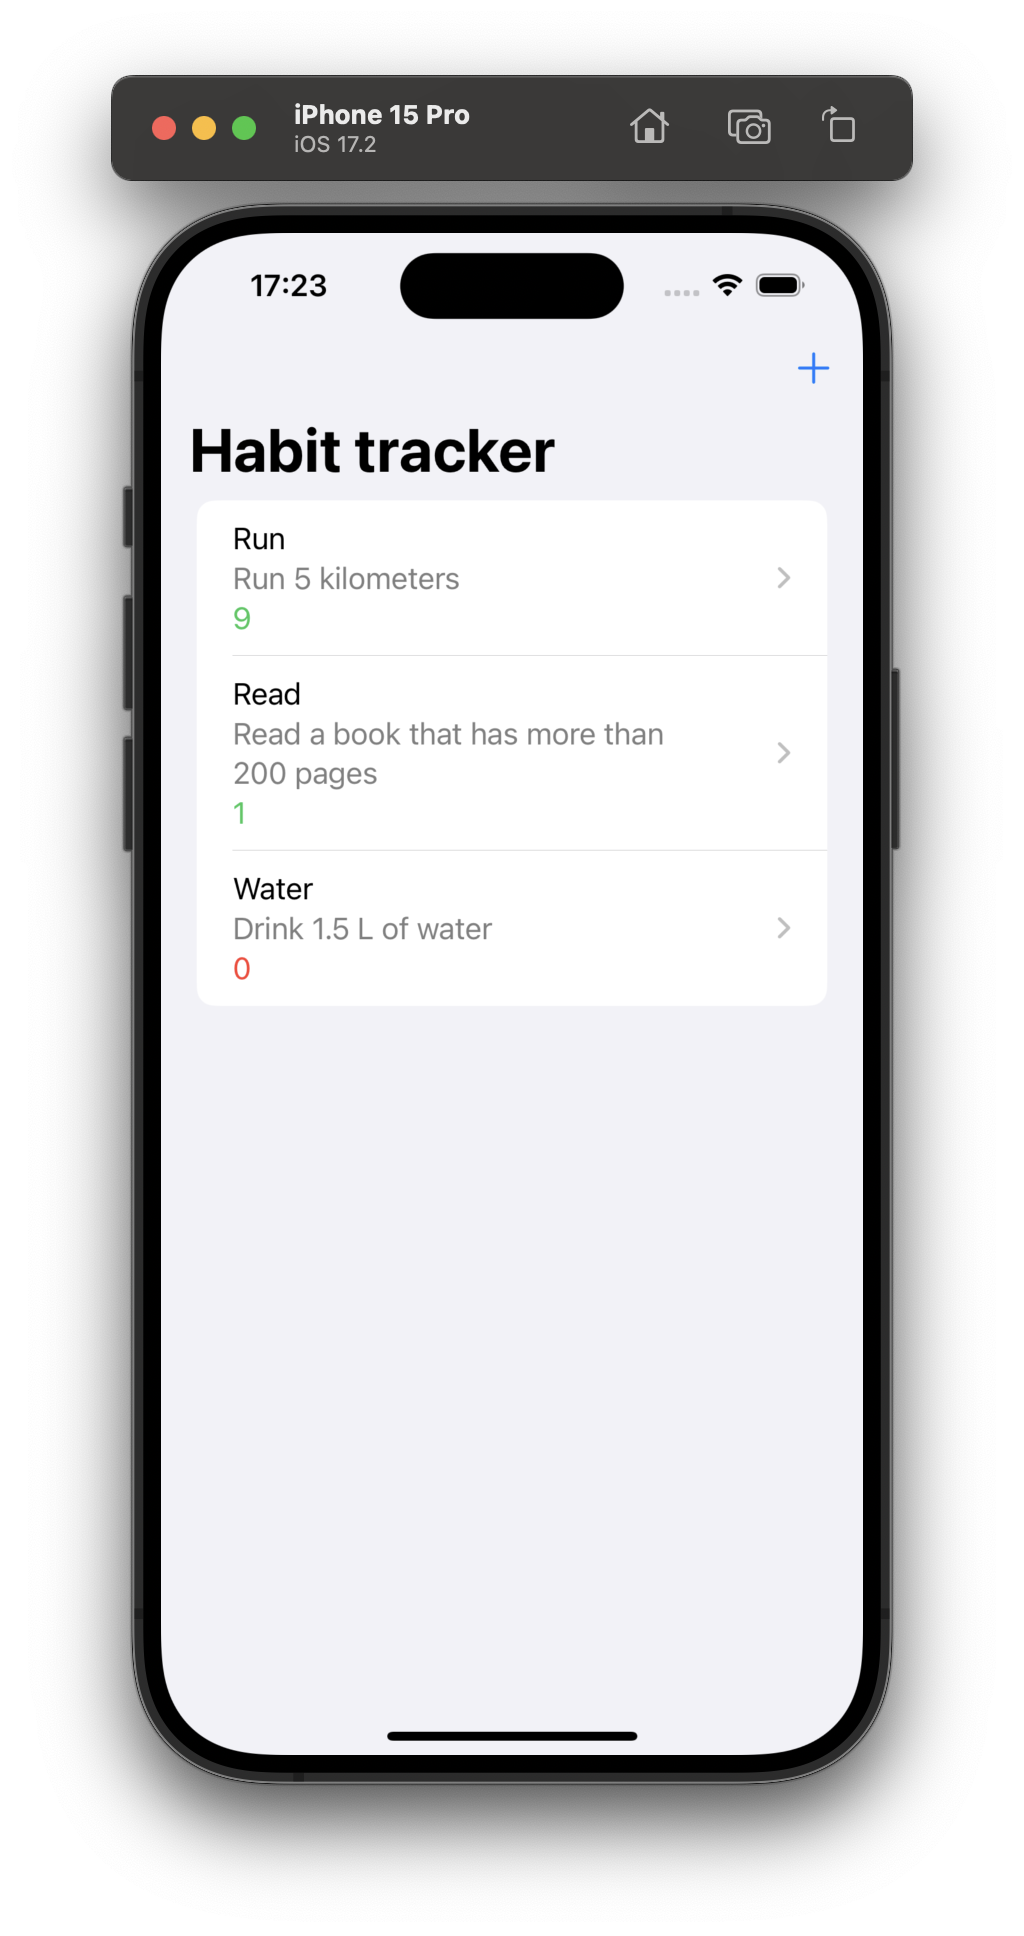 iPhone 15 Pro
iOS 17.2
17:23
Habit tracker
Run
Run 5 kilometers
9
Read
Read a book that has more than
200 pages
1
Water
Drink 1.5 L of water
0